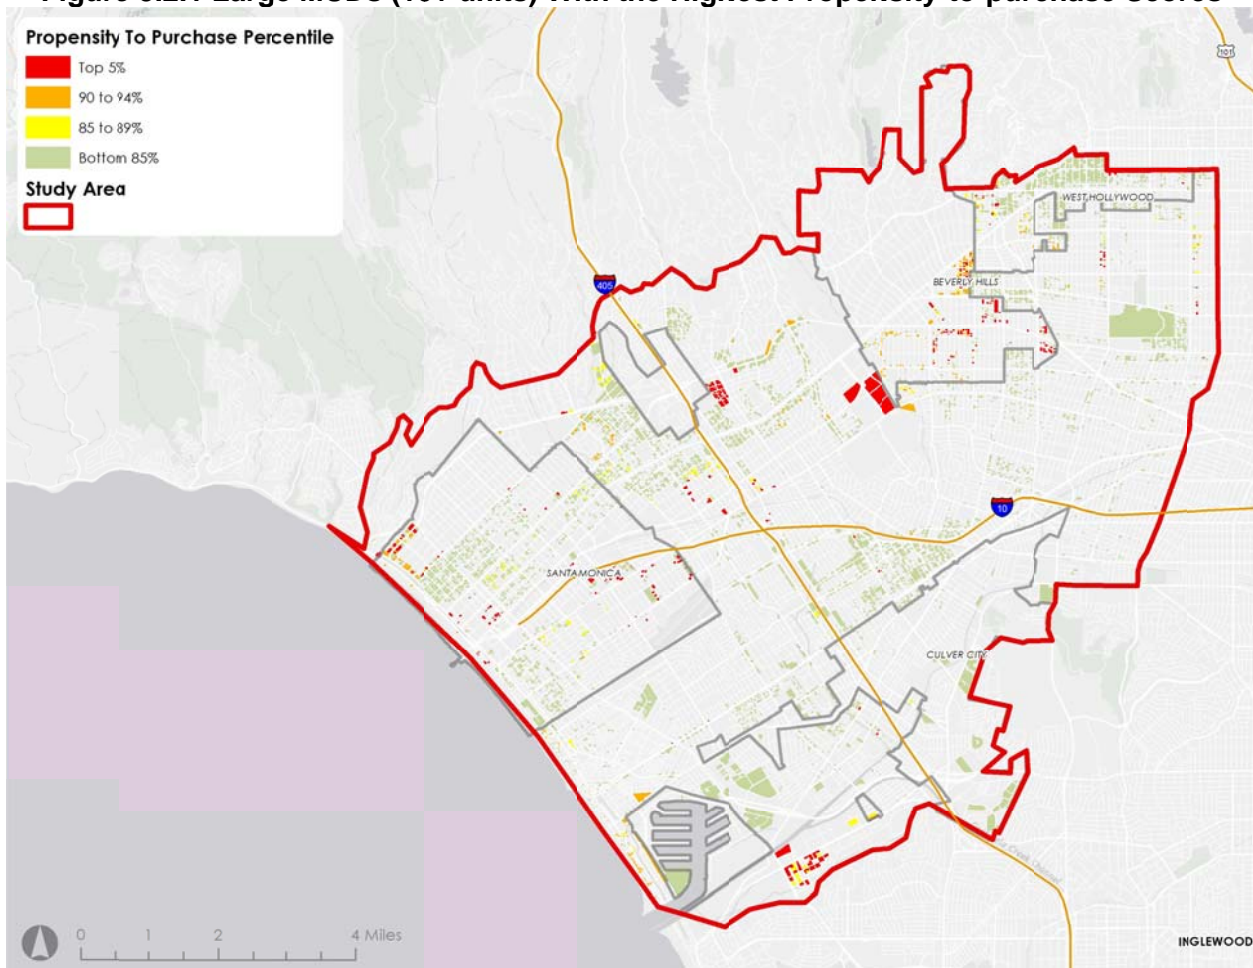 Propensity To Purchase Percentile
Top 5%
90 to 94%
85 to 89%
Bottom 85%
Study Area
101
WEST HOLLYWOOD
405
BEVERLY HILLS
10
SANTA MONICA
CULVER CITY
0 1 2 4 Miles
INGLEWOOD